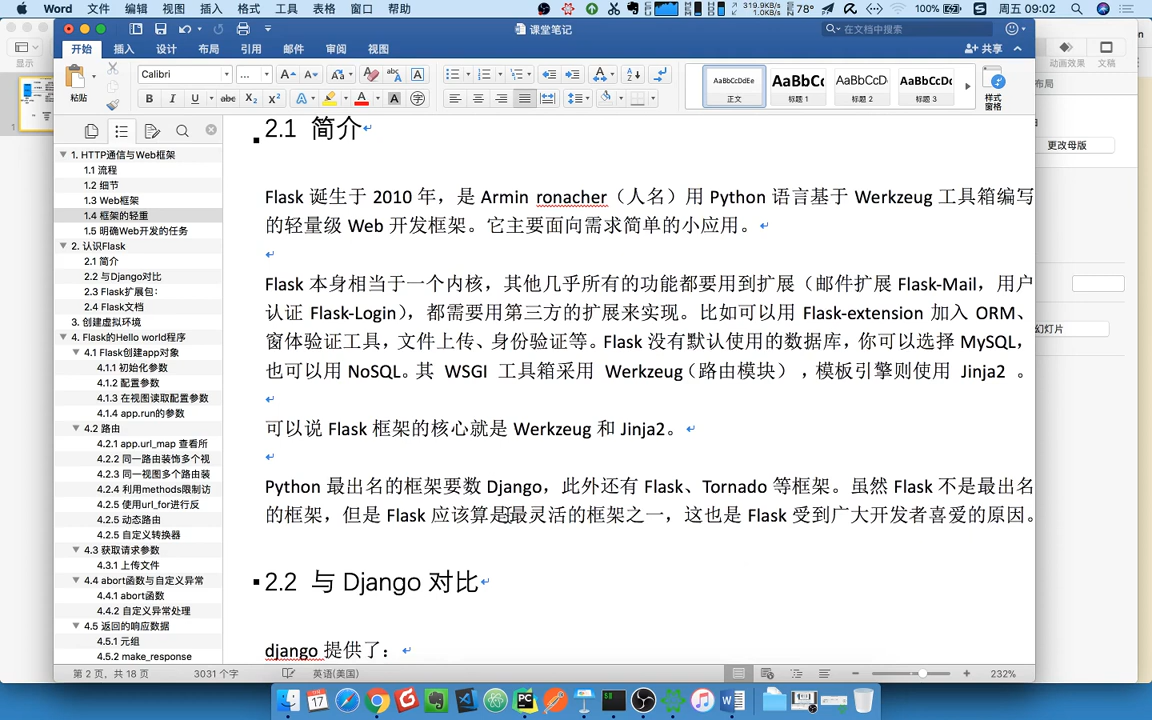 Word 文件 编辑 视图 插入 格式 工具 表格 窗口 帮助
319.9KB/s
1.0KB/s
78°
100%
周五 09:02
课堂笔记
在文档中搜索
开始 插入 设计 布局 引用 邮件 审阅 视图
共享
显示
动画效果 文稿
粘贴
Calibri
AaBbCcDdEe
正文
AaBbCc
标题 1
AaBbCcD
标题 2
AaBbCcDc
标题 3
样式
窗格
更改母版
幻灯片
1. HTTP通信与Web框架
1.1 流程
1.2 细节
1.3 Web框架
1.4 框架的轻重
1.5 明确Web开发的任务
2. 认识Flask
2.1 简介
2.2 与Django对比
2.3 Flask扩展包:
2.4 Flask文档
3. 创建虚拟环境
4. Flask的Hello world程序
4.1 Flask创建app对象
4.1.1 初始化参数
4.1.2 配置参数
4.1.3 在视图读取配置参数
4.1.4 app.run的参数
4.2 路由
4.2.1 app.url_map 查看所
4.2.2 同一路由装饰多个视
4.2.3 同一视图多个路由装
4.2.4 利用methods限制访
4.2.5 使用url_for进行反
4.2.5 动态路由
4.2.5 自定义转换器
4.3 获取请求参数
4.3.1 上传文件
4.4 abort函数与自定义异常
4.4.1 abort函数
4.4.2 自定义异常处理
4.5 返回的响应数据
4.5.1 元组
4.5.2 make_response
2.1 简介
Flask 诞生于 2010 年，是 Armin ronacher（人名）用 Python 语言基于 Werkzeug 工具箱编写
的轻量级 Web 开发框架。它主要面向需求简单的小应用。
Flask 本身相当于一个内核，其他几乎所有的功能都要用到扩展（邮件扩展 Flask-Mail，用户
认证 Flask-Login），都需要用第三方的扩展来实现。比如可以用 Flask-extension 加入 ORM、
窗体验证工具，文件上传、身份验证等。Flask 没有默认使用的数据库，你可以选择 MySQL，
也可以用 NoSQL。其 WSGI 工具箱采用 Werkzeug（路由模块），模板引擎则使用 Jinja2 。
可以说 Flask 框架的核心就是 Werkzeug 和 Jinja2。
Python 最出名的框架要数 Django，此外还有 Flask、Tornado 等框架。虽然 Flask 不是最出名
的框架，但是 Flask 应该算是最灵活的框架之一，这也是 Flask 受到广大开发者喜爱的原因。
2.2 与 Django 对比
django 提供了：
第 2 页，共 18 页 3031 个字 英语(美国) 232%